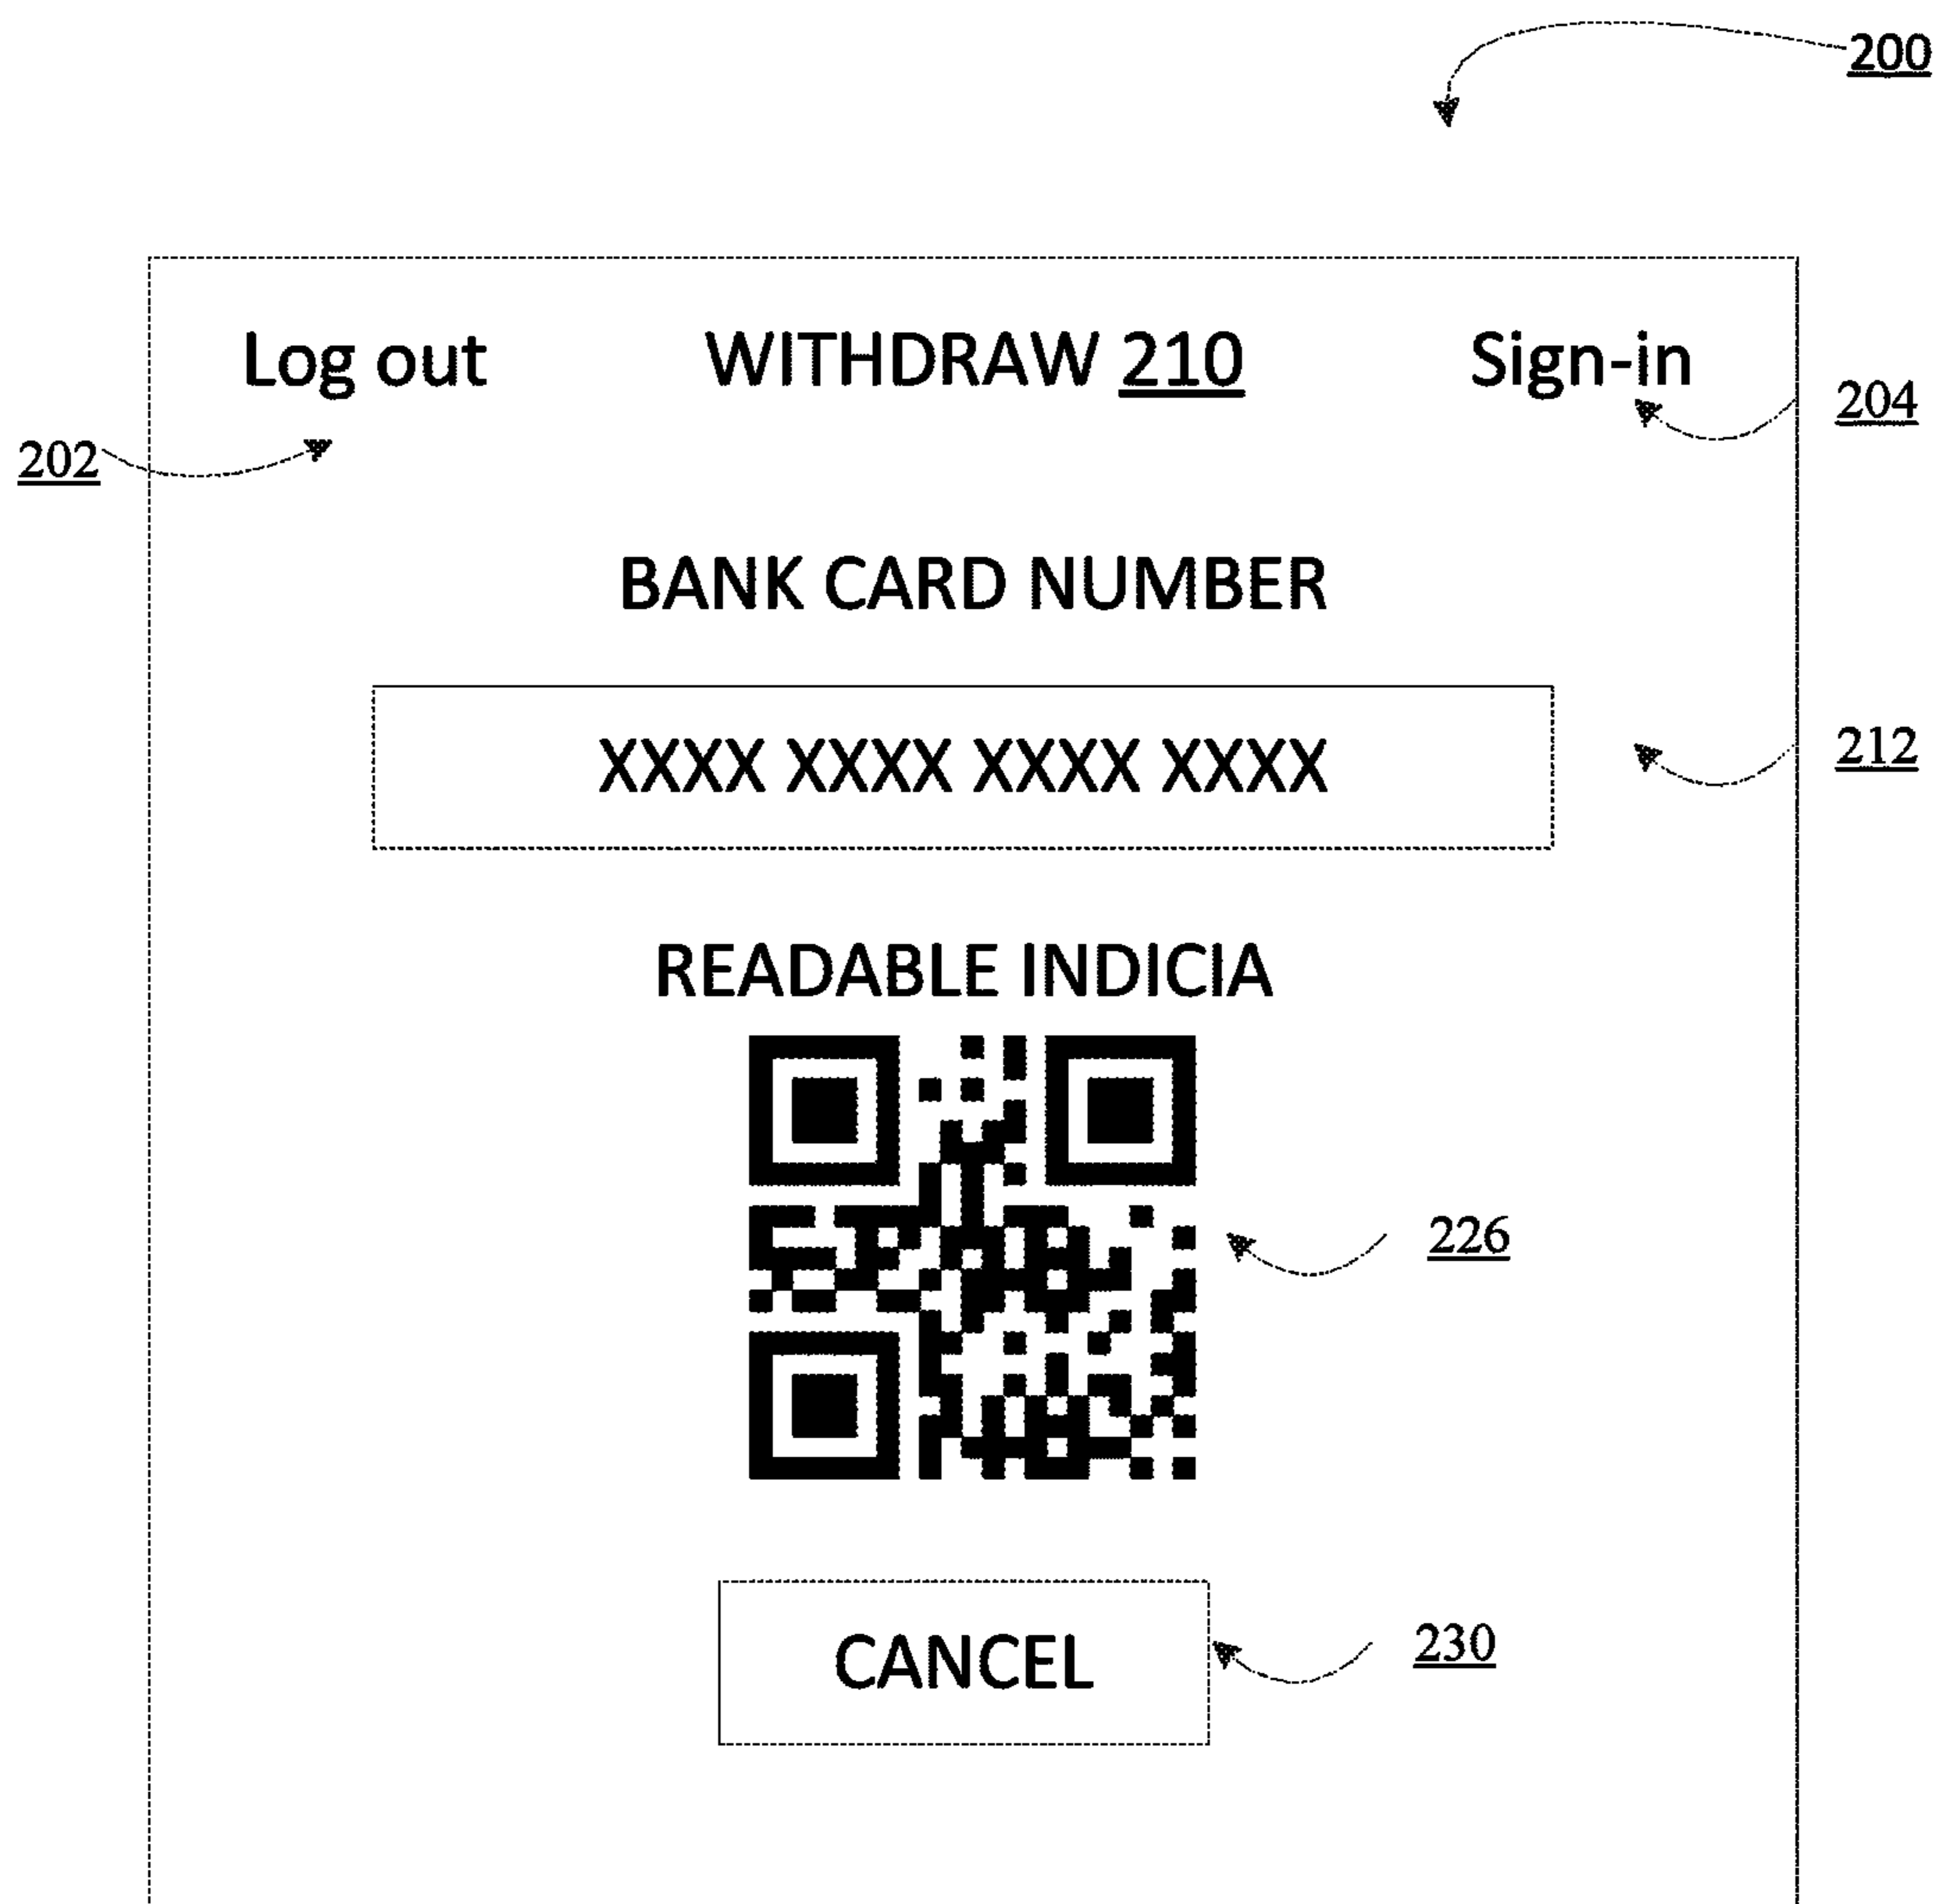 200
Log out WITHDRAW 210 Sign-in
204
202
BANK CARD NUMBER
XXXX XXXX XXXX XXXX
212
READABLE INDICIA
226
CANCEL
230